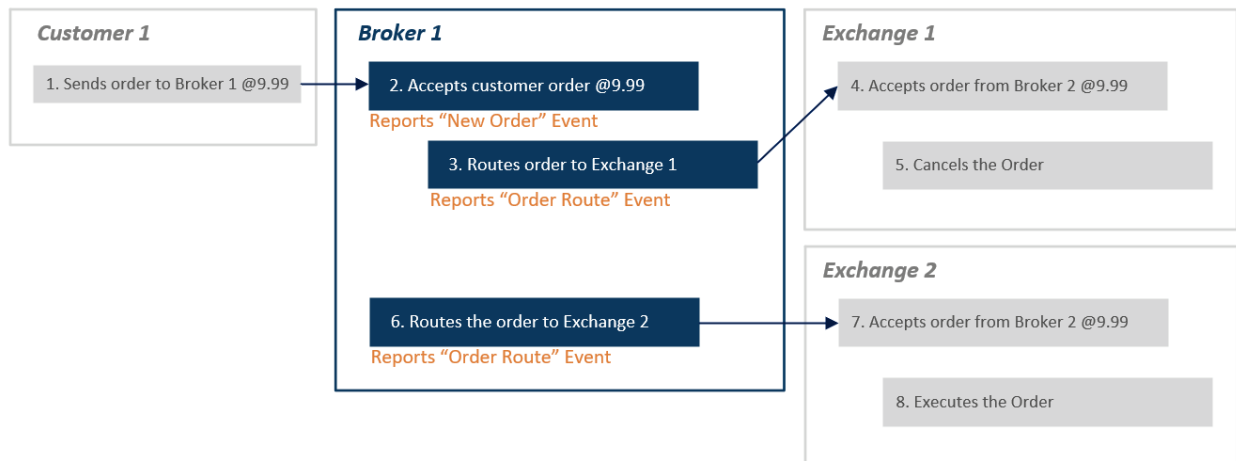 Customer 1
1. Sends order to Broker 1 @9.99
Broker 1
2. Accepts customer order @9.99
Reports “New Order” Event
3. Routes order to Exchange 1
Reports “Order Route” Event
6. Routes the order to Exchange 2
Reports “Order Route” Event
Exchange 1
4. Accepts order from Broker 2 @9.99
5. Cancels the Order
Exchange 2
7. Accepts order from Broker 2 @9.99
8. Executes the Order